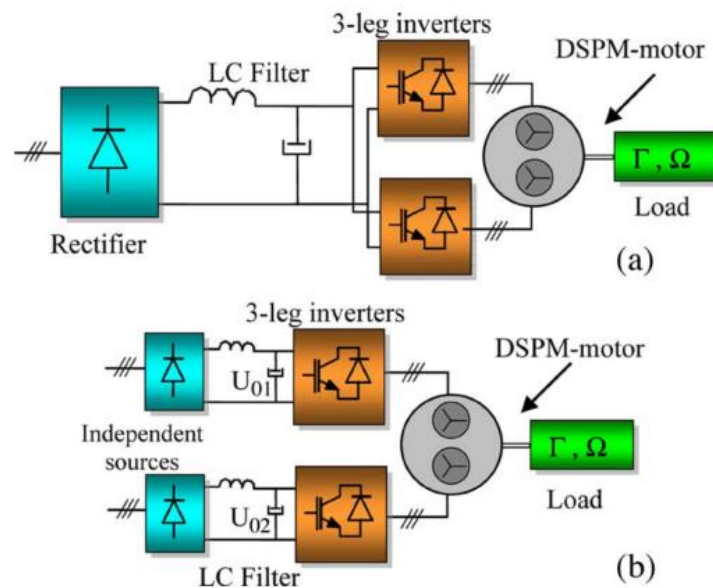 3-leg inverters
DSPM-motor
LC Filter
Γ, Ω
Rectifier
Load
(a)
3-leg inverters
DSPM-motor
U01
Independent
sources
Γ, Ω
U02
Load
LC Filter
(b)